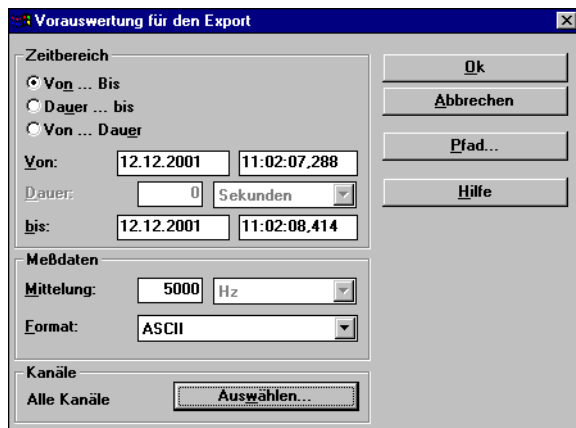 Vorauswertung für den Export
Zeitbereich
Von ... Bis
Dauer ... bis
Von ... Dauer
Von: 12.12.2001 11:02:07,288
Dauer: 0 Sekunden
bis: 12.12.2001 11:02:08,414
Meßdaten
Mittelung: 5000 Hz
Format: ASCII
Kanäle
Alle Kanäle Auswählen...
Ok
Abbrechen
Pfad...
Hilfe